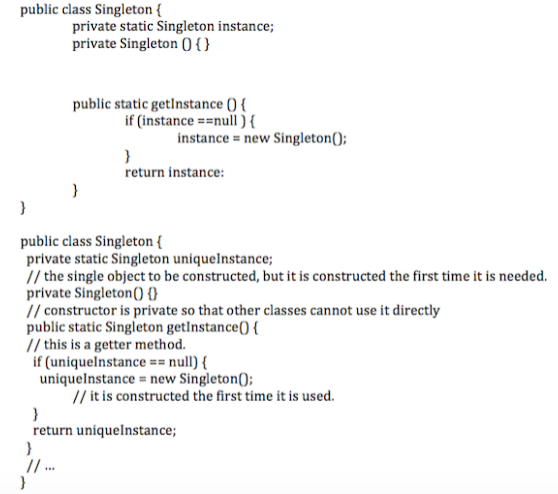 public class Singleton {
private static Singleton instance;
private Singleton () { }
public static getInstance () {
if (instance ==null ) {
instance = new Singleton();
}
return instance:
}
}
public class Singleton {
private static Singleton uniqueInstance;
// the single object to be constructed, but it is constructed the first time it is needed.
private Singleton() {}
// constructor is private so that other classes cannot use it directly
public static Singleton getInstance() {
// this is a getter method.
if (uniqueInstance == null) {
uniqueInstance = new Singleton();
// it is constructed the first time it is used.
}
return uniqueInstance;
}
// ...
}